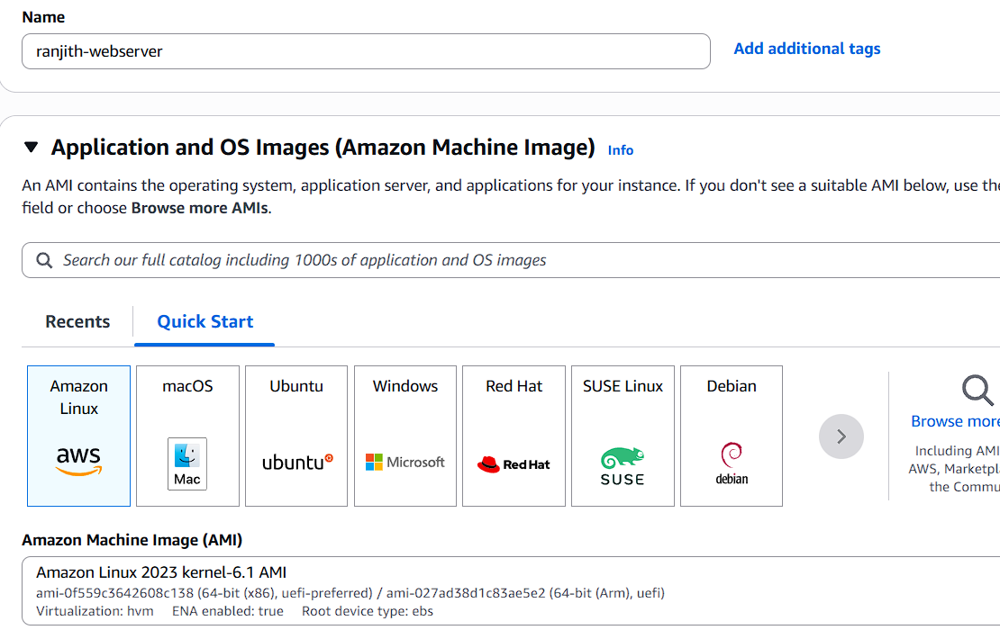 Name
ranjith-webserver
Add additional tags
Application and OS Images (Amazon Machine Image) Info
An AMI contains the operating system, application server, and applications for your instance. If you don't see a suitable AMI below, use the
field or choose Browse more AMIs.
Search our full catalog including 1000s of application and OS images
Recents
Quick Start
Amazon
Linux
aws
macOS
Mac
Ubuntu
ubuntu
Windows
Microsoft
Red Hat
Red Hat
SUSE Linux
SUSE
Debian
debian
Browse more
Including AMI
AWS, Marketpl
the Commu
Amazon Machine Image (AMI)
Amazon Linux 2023 kernel-6.1 AMI
ami-0f559c3642608c138 (64-bit (x86), uefi-preferred) / ami-027ad38d1c83ae5e2 (64-bit (Arm), uefi)
Virtualization: hvm ENA enabled: true Root device type: ebs